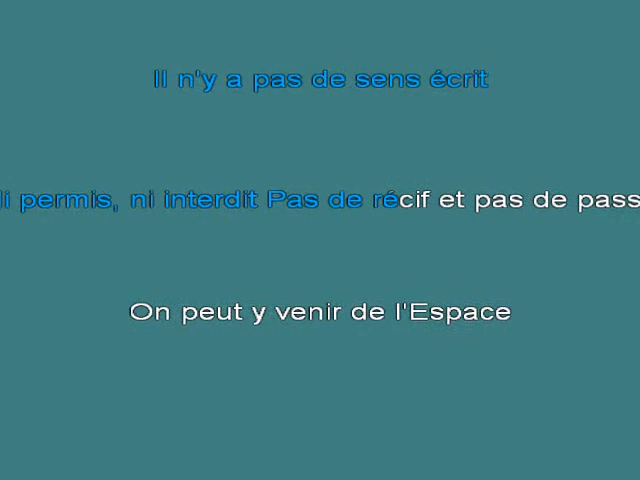 Il n'y a pas de sens écrit
i permis, ni interdit Pas de récif et pas de pass
On peut y venir de l'Espace